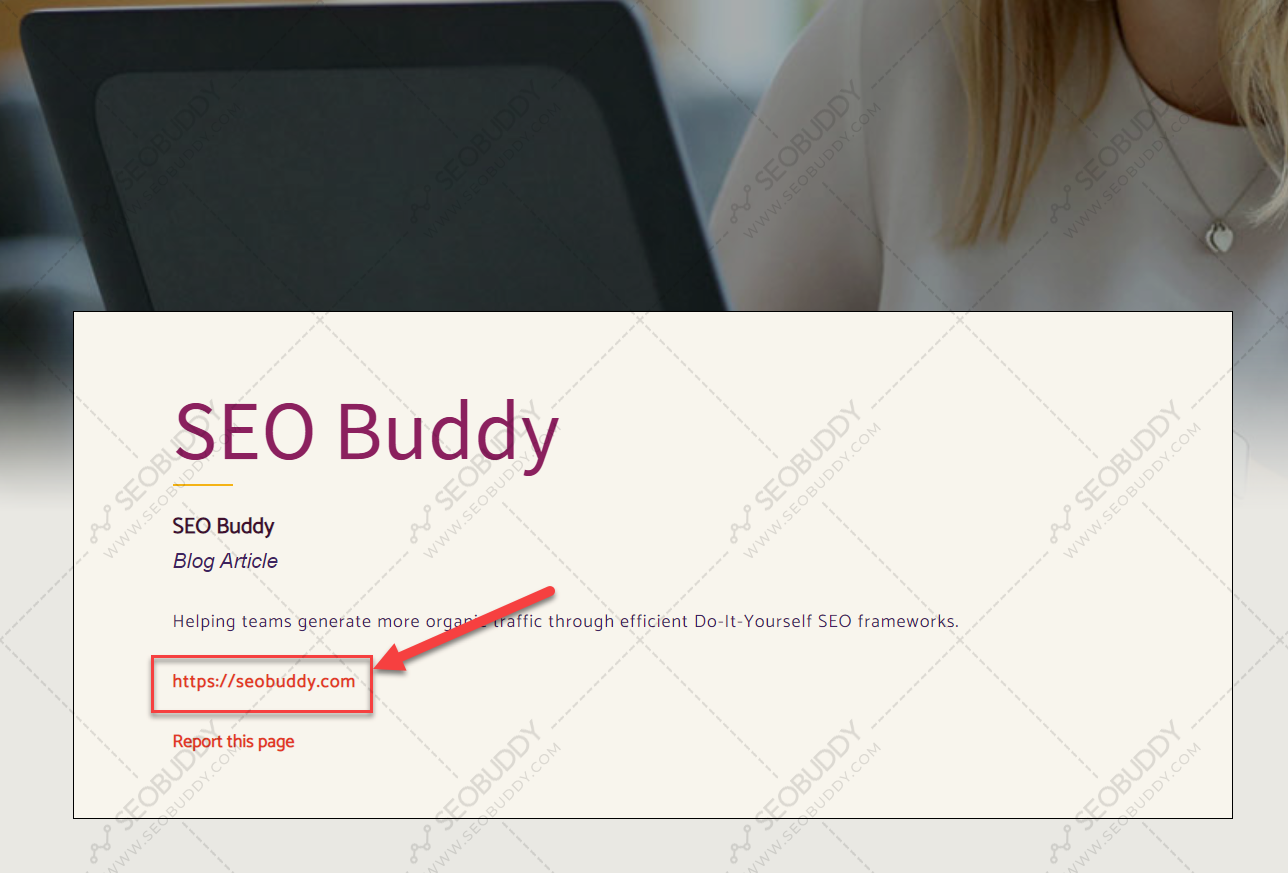 SEO Buddy
SEO Buddy
Blog Article
Helping teams generate more organic traffic through efficient Do-It-Yourself SEO frameworks.
https://seobuddy.com
Report this page
SEOBUDDY
WWW.SEOBUDDY.COM